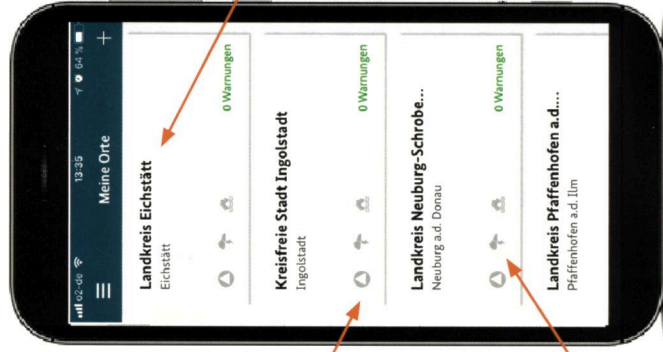 o2-de 13:35 64 %
Meine Orte
Landkreis Eichstätt
Eichstätt
0 Warnungen
Kreisfreie Stadt Ingolstadt
Ingolstadt
0 Warnungen
Landkreis Neuburg-Schrobe...
Neuburg a.d. Donau
0 Warnungen
Landkreis Pfaffenhofen a.d....
Pfaffenhofen a.d. Ilm